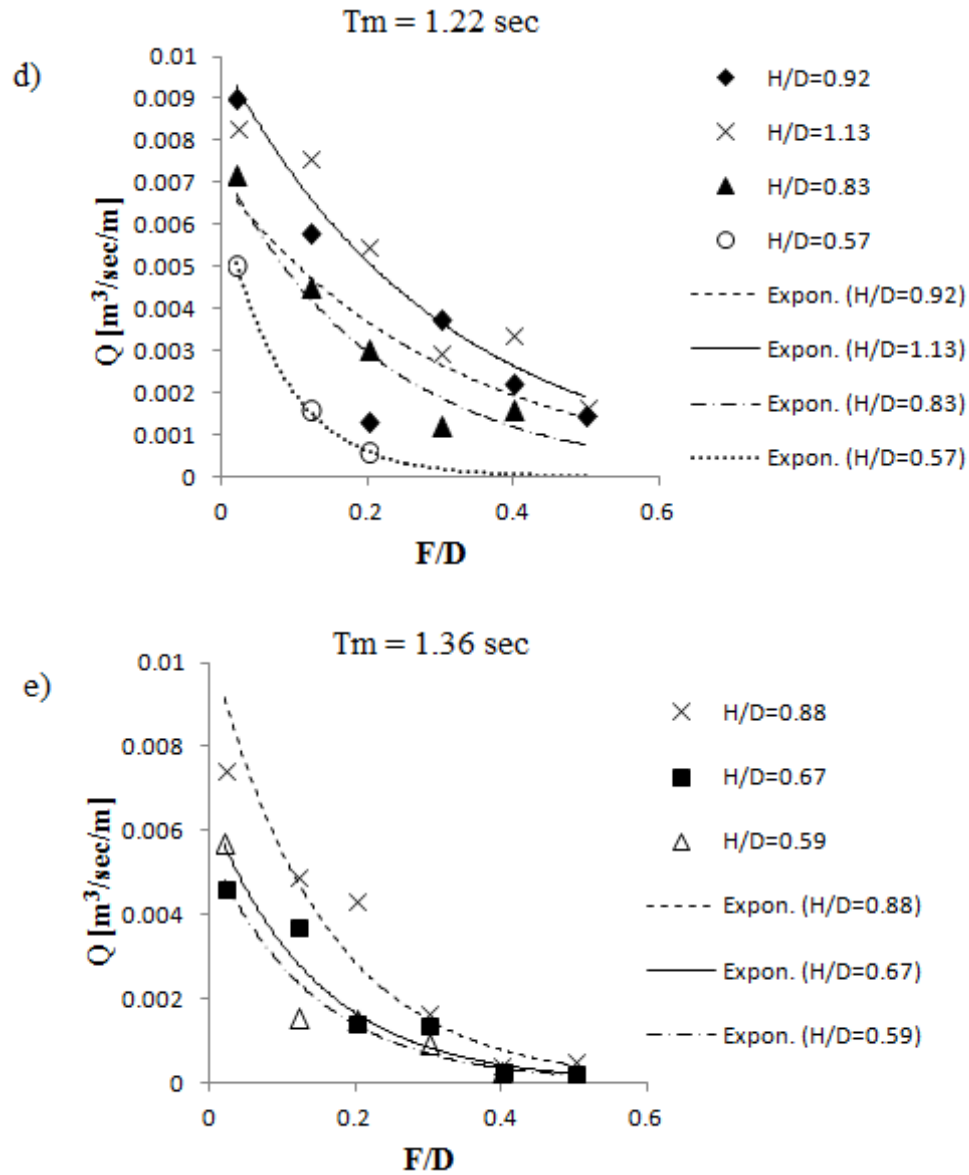 Tm = 1.22 sec
d)
0.01
0.009
0.008
0.007
0.006
0.005
0.004
0.003
0.002
0.001
0
Q [m³/sec/m]
0 0.2 0.4 0.6
F/D
H/D=0.92
H/D=1.13
H/D=0.83
H/D=0.57
Expon. (H/D=0.92)
Expon. (H/D=1.13)
Expon. (H/D=0.83)
Expon. (H/D=0.57)
Tm = 1.36 sec
e)
0.01
0.008
0.006
0.004
0.002
0
Q [m³/sec/m]
0 0.2 0.4 0.6
F/D
H/D=0.88
H/D=0.67
H/D=0.59
Expon. (H/D=0.88)
Expon. (H/D=0.67)
Expon. (H/D=0.59)